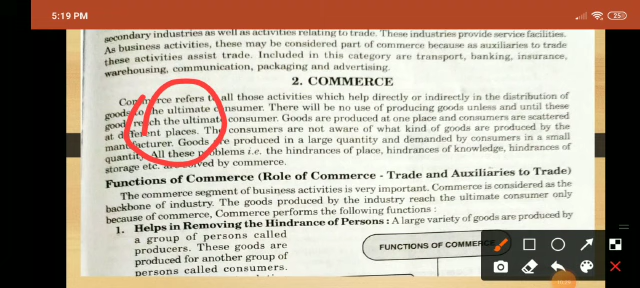 5:19 PM
secondary industries as well as activities relating to trade. These industries provide service facilities.
As business activities, these may be considered part of commerce because as auxiliaries to trade
these activities assist trade. Included in this category are transport, banking, insurance,
warehousing, communication, packaging and advertising.
2. COMMERCE
Commerce refers to all those activities which help directly or indirectly in the distribution of
goods to the ultimate consumer. There will be no use of producing goods unless and until these
goods reach the ultimate consumer. Goods are produced at one place and consumers are scattered
at different places. The consumers are not aware of what kind of goods are produced by the
manufacturer. Goods are produced in a large quantity and demanded by consumers in a small
quantity. All these problems i.e. the hindrances of place, hindrances of knowledge, hindrances of
storage etc. are solved by commerce.
Functions of Commerce (Role of Commerce - Trade and Auxiliaries to Trade)
The commerce segment of business activities is very important. Commerce is considered as the
backbone of industry. The goods produced by the industry reach the ultimate consumer only
because of commerce, Commerce performs the following functions :
1. Helps in Removing the Hindrance of Persons : A large variety of goods are produced by
a group of persons called
producers. These goods are
produced for another group of
persons called consumers.
FUNCTIONS OF COMMERCE